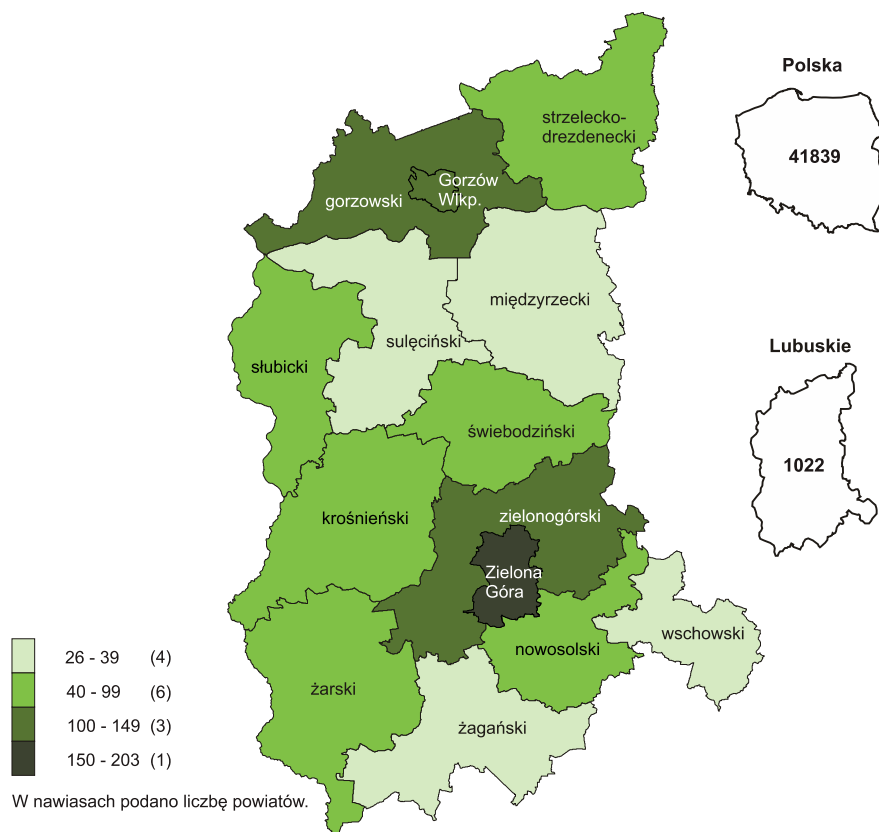 Polska
41839
strzelecko-
drezdenecki
Gorzów
Wlkp.
gorzowski
międzyrzecki
sulęciński
słubicki
Lubuskie
1022
świebodziński
krośnieński
zielonogórski
Zielona
Góra
wschowski
nowosolski
żarski
żagański
26 - 39 (4)
40 - 99 (6)
100 - 149 (3)
150 - 203 (1)
W nawiasach podano liczbę powiatów.